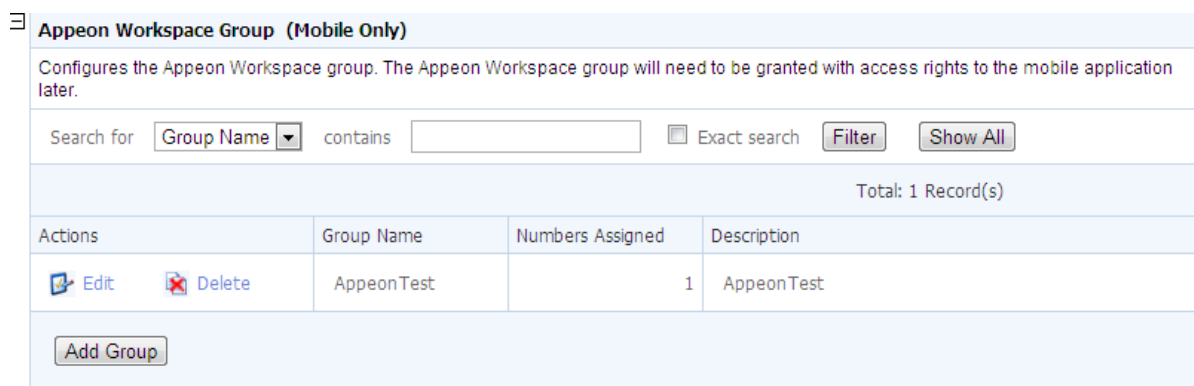 Appeon Workspace Group (Mobile Only)
Configures the Appeon Workspace group. The Appeon Workspace group will need to be granted with access rights to the mobile application
later.
Search for Group Name contains Exact search Filter Show All
Total: 1 Record(s)
Actions Group Name Numbers Assigned Description
Edit Delete AppeonTest 1 AppeonTest
Add Group